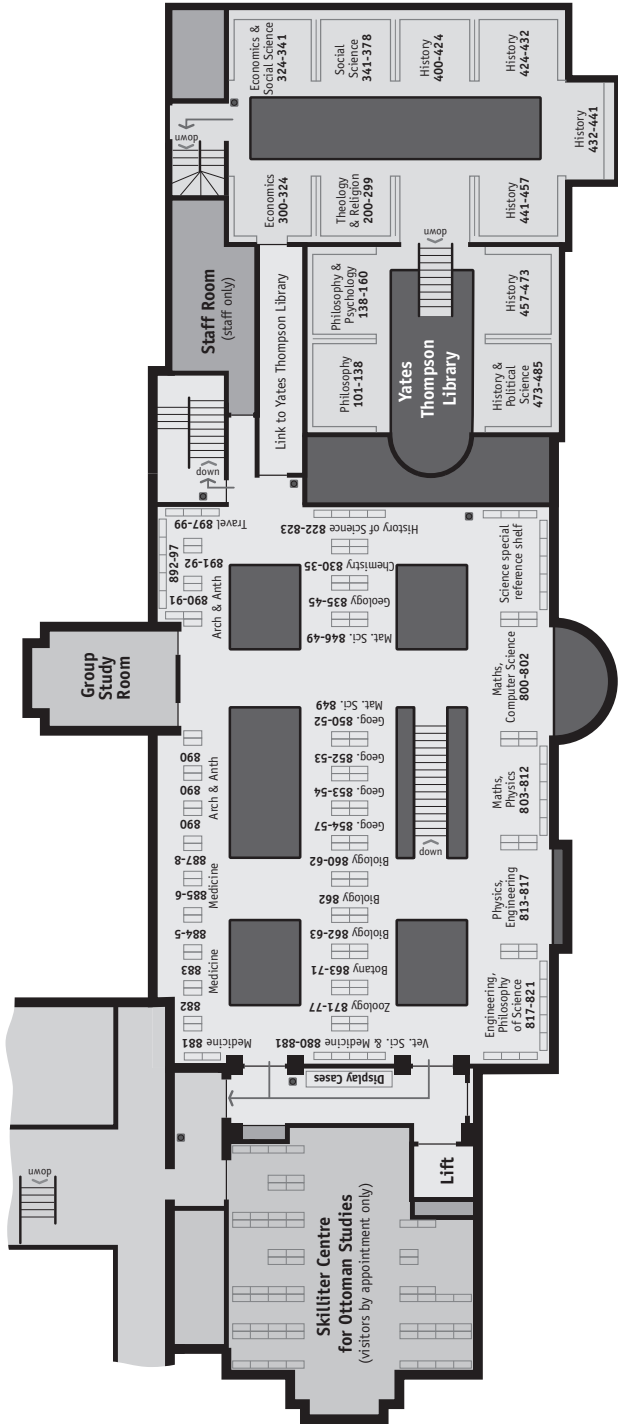 Economics &
Social Science
324-341
Social
Science
341-378
History
400-424
History
424-432
down
History
432-441
Economics
300-324
Theology
& Religion
200-299
History
441-457
down
Staff Room
(staff only)
Link to Yates Thompson Library
Philosophy &
Psychology
138-160
History
457-473
Philosophy
101-138
Yates
Thompson
Library
History &
Political
Science
473-485
down
Travel 897-99
892-97
891-92
890-91
Arch & Anth
History of Science 822-823
Chemistry 830-35
Geology 835-45
Mat. Sci. 846-49
Science special
reference shelf
Group
Study
Room
Mat. Sci. 849
Geog. 850-52
Maths,
Computer Science
800-802
890
890
Arch & Anth
890
Geog. 852-53
Geog. 853-54
Geog. 854-57
Maths,
Physics
803-812
down
887-8
885-6
Medicine
884-5
Biology 860-62
Biology 862
Biology 862-63
Physics,
Engineering
813-817
883
Medicine
882
Botany 863-71
Zoology 871-77
Engineering,
Philosophy
of Science
817-821
Medicine 881
Vet. Sci. & Medicine 880-881
Display Cases
down
Lift
Skilliter Centre
for Ottoman Studies
(visitors by appointment only)